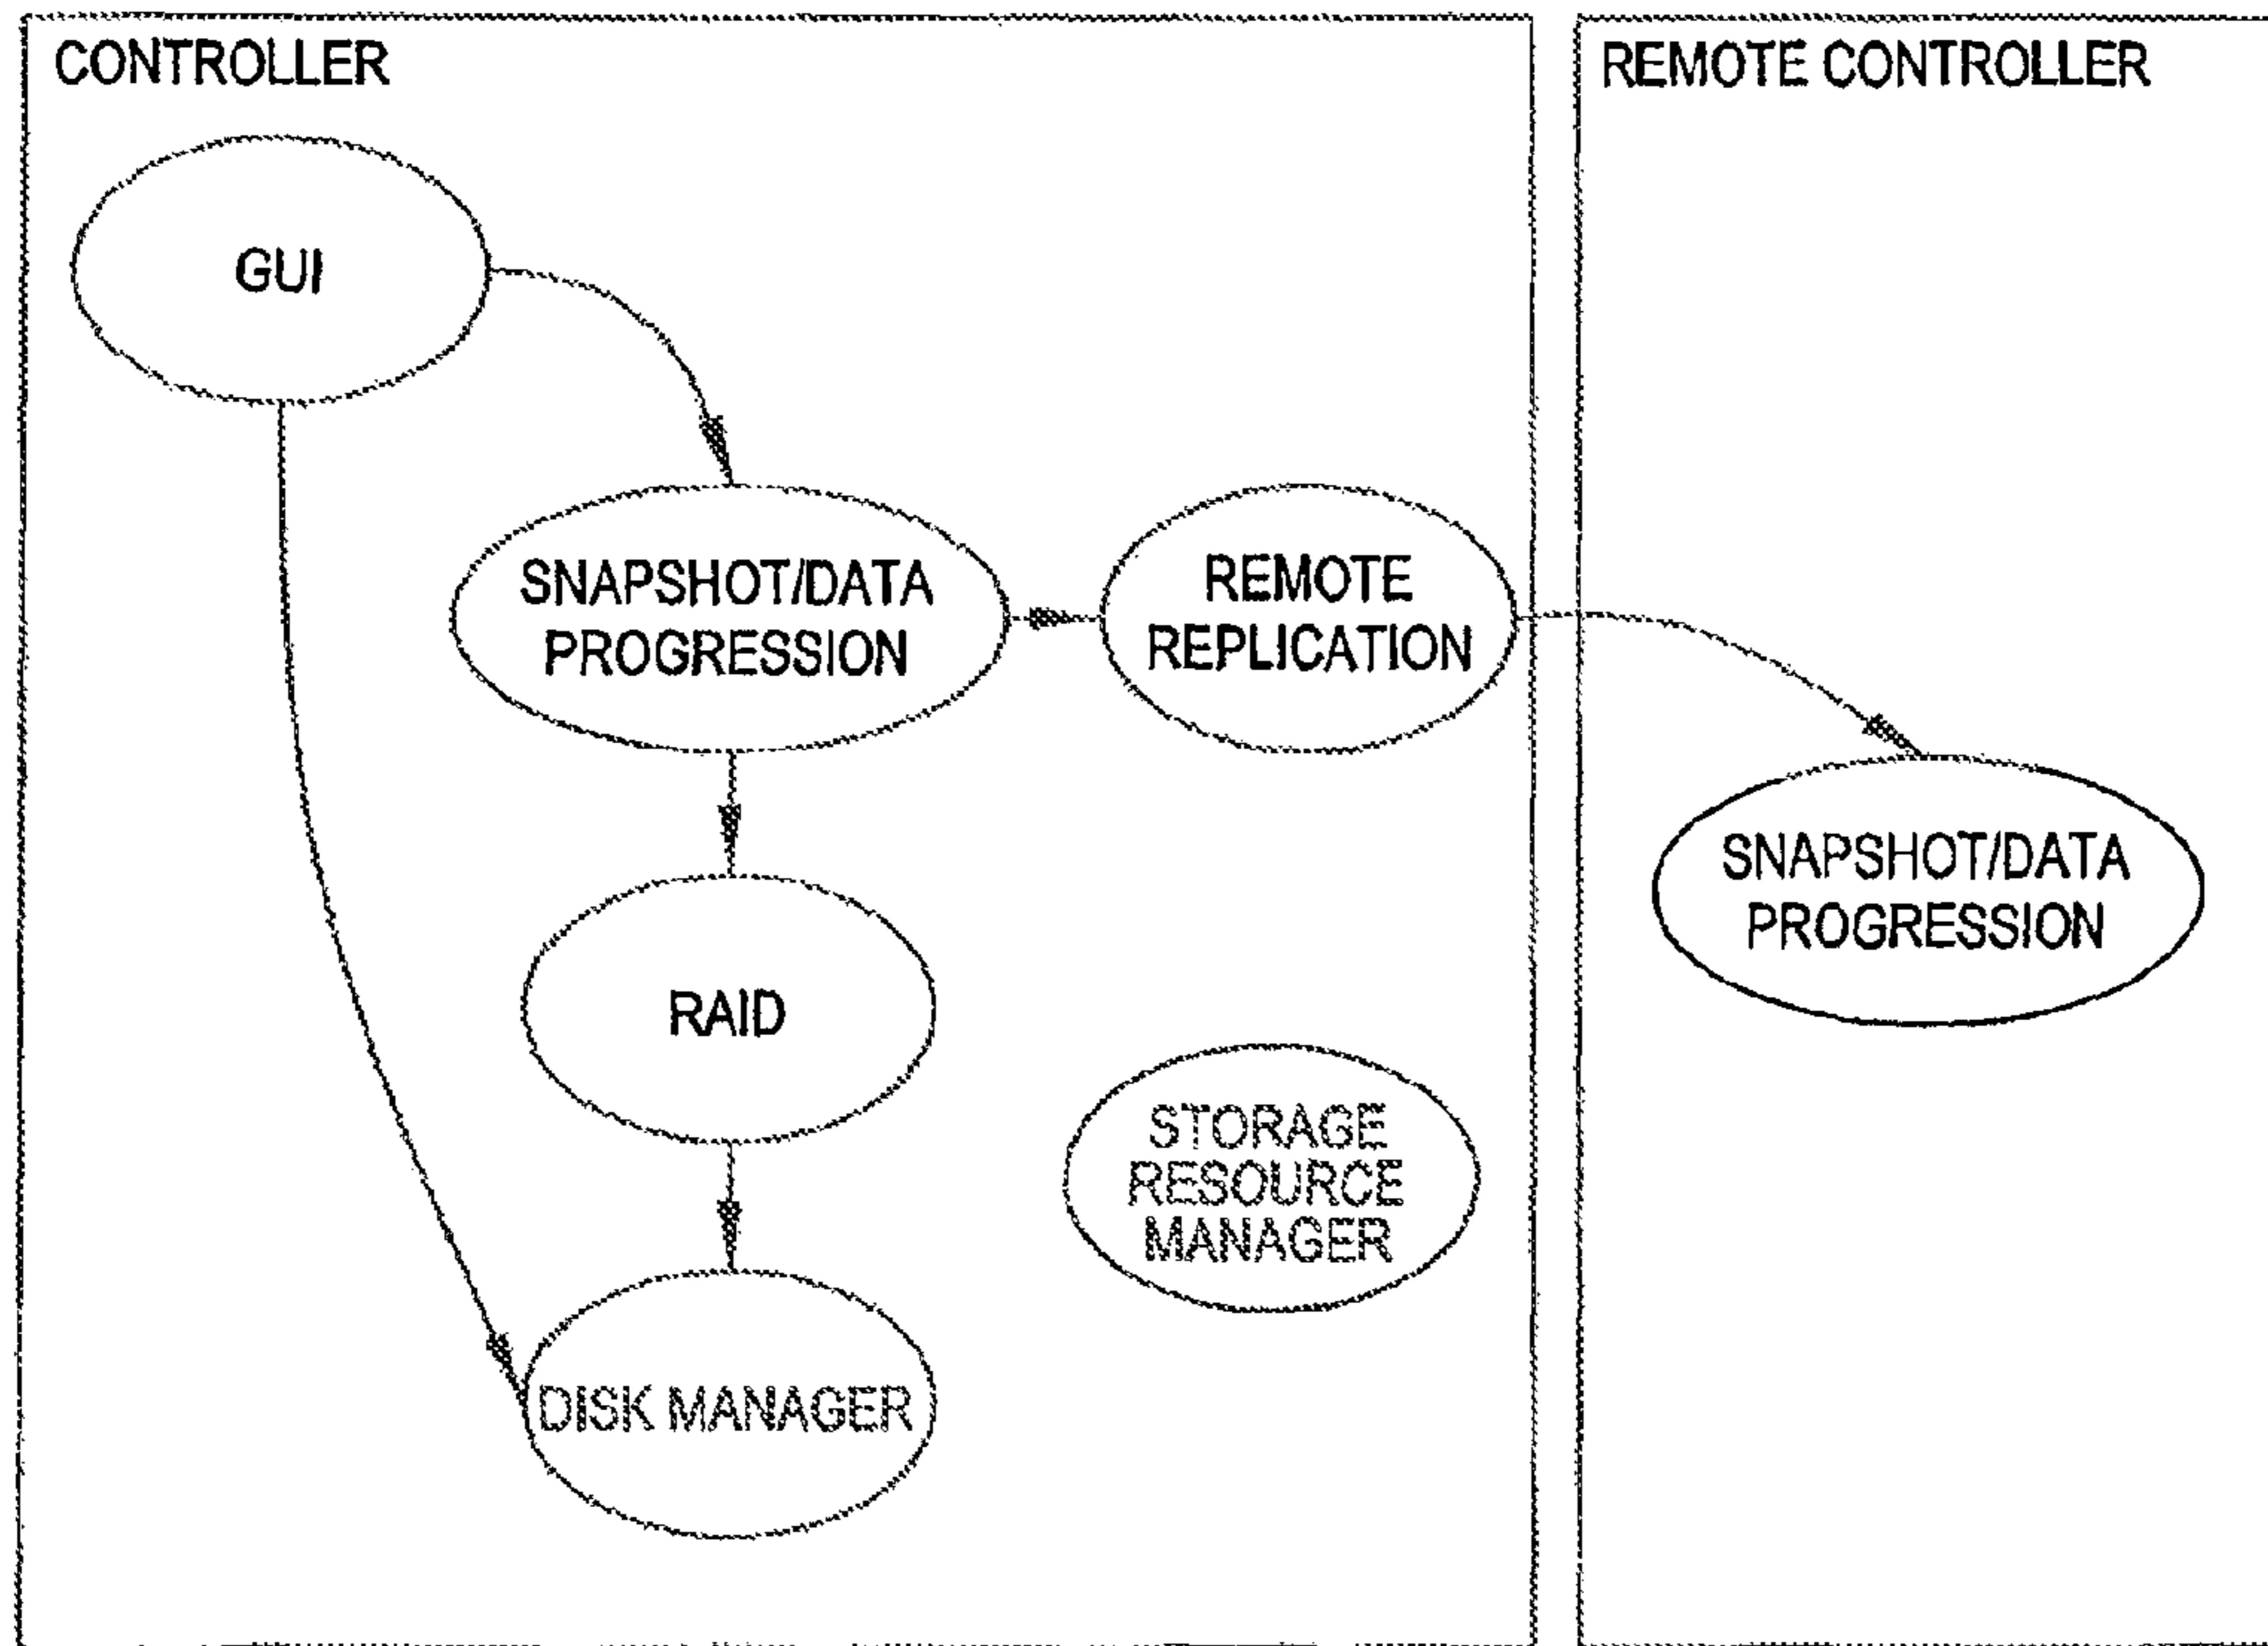 CONTROLLER
REMOTE CONTROLLER
GUI
SNAPSHOT/DATA
PROGRESSION
REMOTE
REPLICATION
SNAPSHOT/DATA
PROGRESSION
RAID
STORAGE
RESOURCE
MANAGER
DISK MANAGER